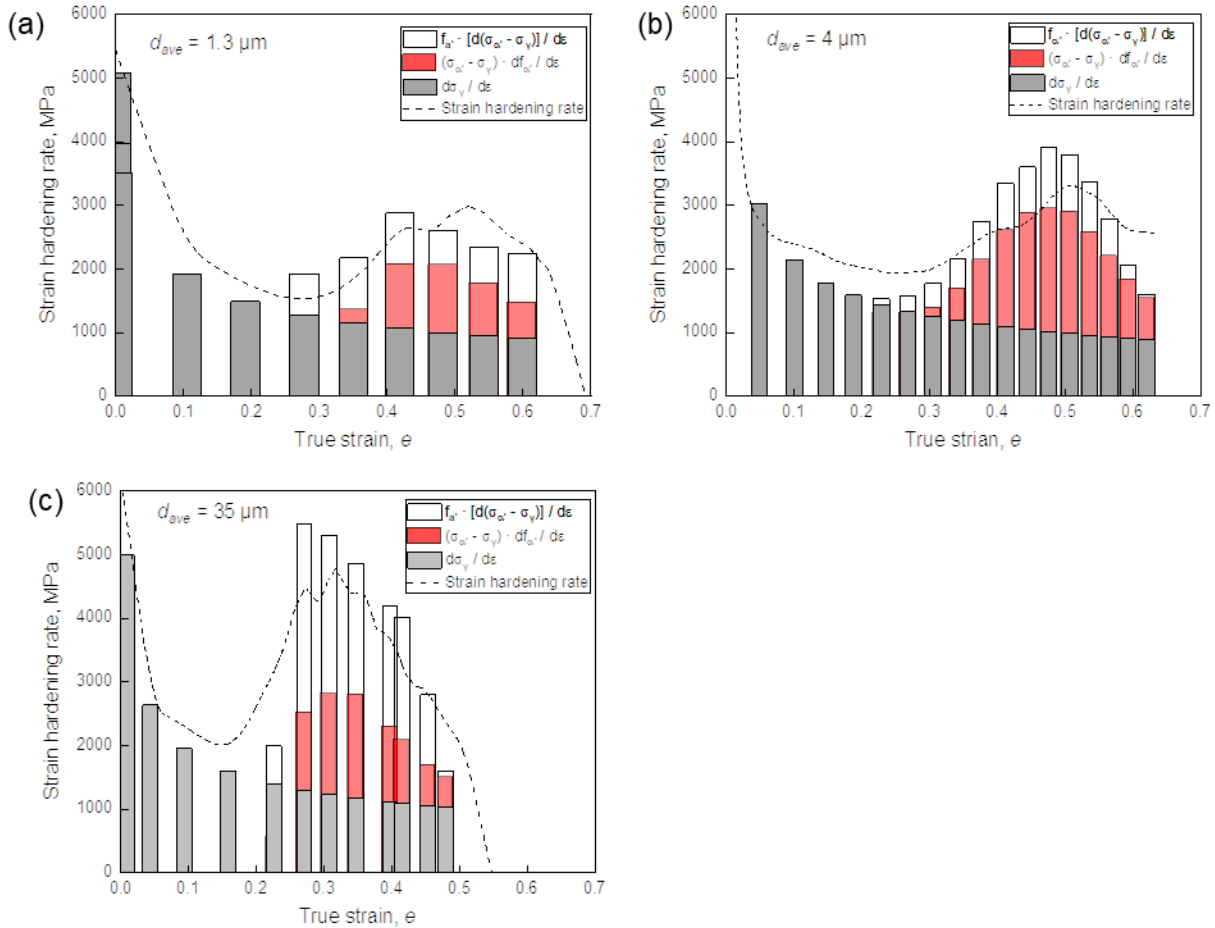 (a)
d_ave = 1.3 μm
f_a' · [d(σ_α' - σ_γ)] / dε
(σ_α' - σ_γ) · df_α' / dε
dσ_γ / dε
Strain hardening rate
Strain hardening rate, MPa
6000
5000
4000
3000
2000
1000
0
0.0 0.1 0.2 0.3 0.4 0.5 0.6 0.7
True strain, e
(b)
d_ave = 4 μm
f_α' · [d(σ_α' - σ_γ)] / dε
(σ_α' - σ_γ) · df_α' / dε
dσ_γ / dε
Strain hardening rate
Strain hardening rate, MPa
6000
5000
4000
3000
2000
1000
0
0.0 0.1 0.2 0.3 0.4 0.5 0.6 0.7
True strian, e
(c)
d_ave = 35 μm
f_a' · [d(σ_α' - σ_γ)] / dε
(σ_α' - σ_γ) · df_α' / dε
dσ_γ / dε
Strain hardening rate
Strain hardening rate, MPa
6000
5000
4000
3000
2000
1000
0
0.0 0.1 0.2 0.3 0.4 0.5 0.6 0.7
True strain, e